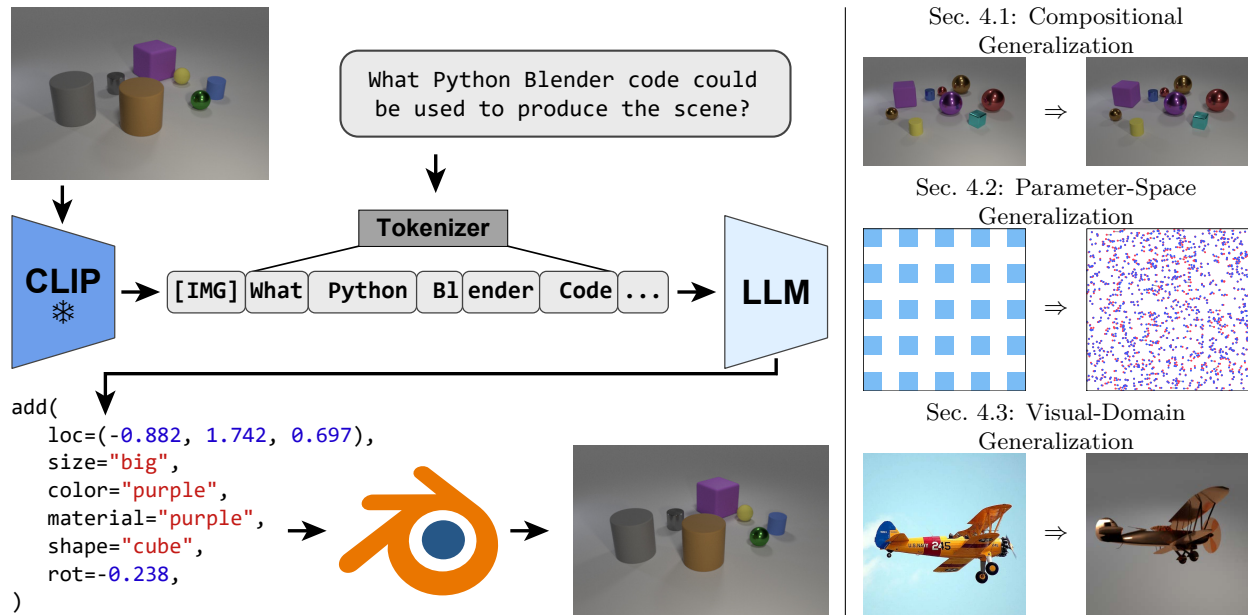 What Python Blender code could
be used to produce the scene?
Tokenizer
CLIP
[IMG] What Python Bl ender Code ...
LLM
add(
loc=(-0.882, 1.742, 0.697),
size="big",
color="purple",
material="purple",
shape="cube",
rot=-0.238,
)
Sec. 4.1: Compositional
Generalization
⇒
Sec. 4.2: Parameter-Space
Generalization
⇒
Sec. 4.3: Visual-Domain
Generalization
245
⇒